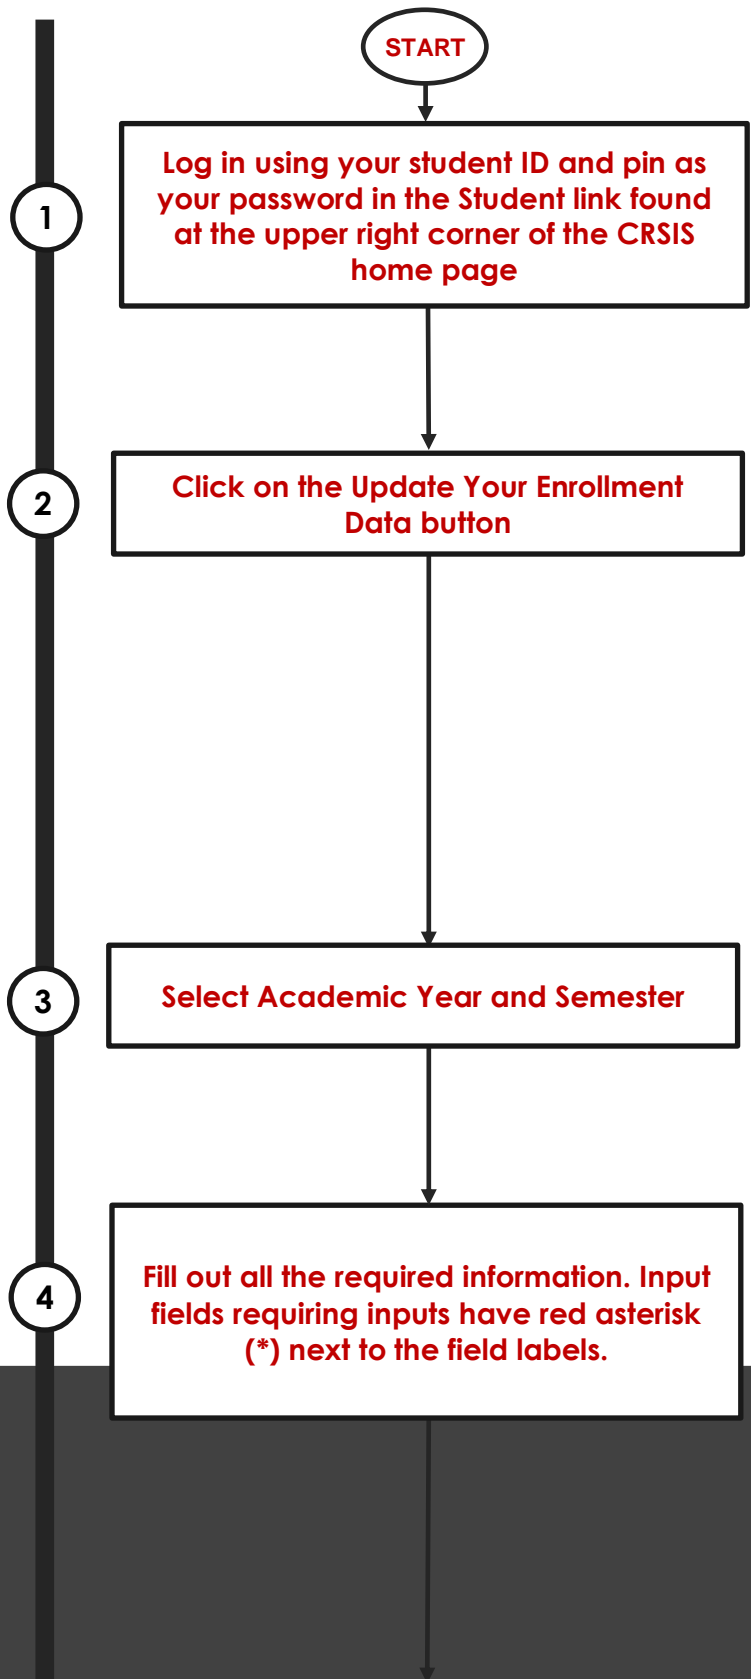 START
1
Log in using your student ID and pin as
your password in the Student link found
at the upper right corner of the CRSIS
home page
2
Click on the Update Your Enrollment
Data button
3
Select Academic Year and Semester
4
Fill out all the required information. Input
fields requiring inputs have red asterisk
(*) next to the field labels.